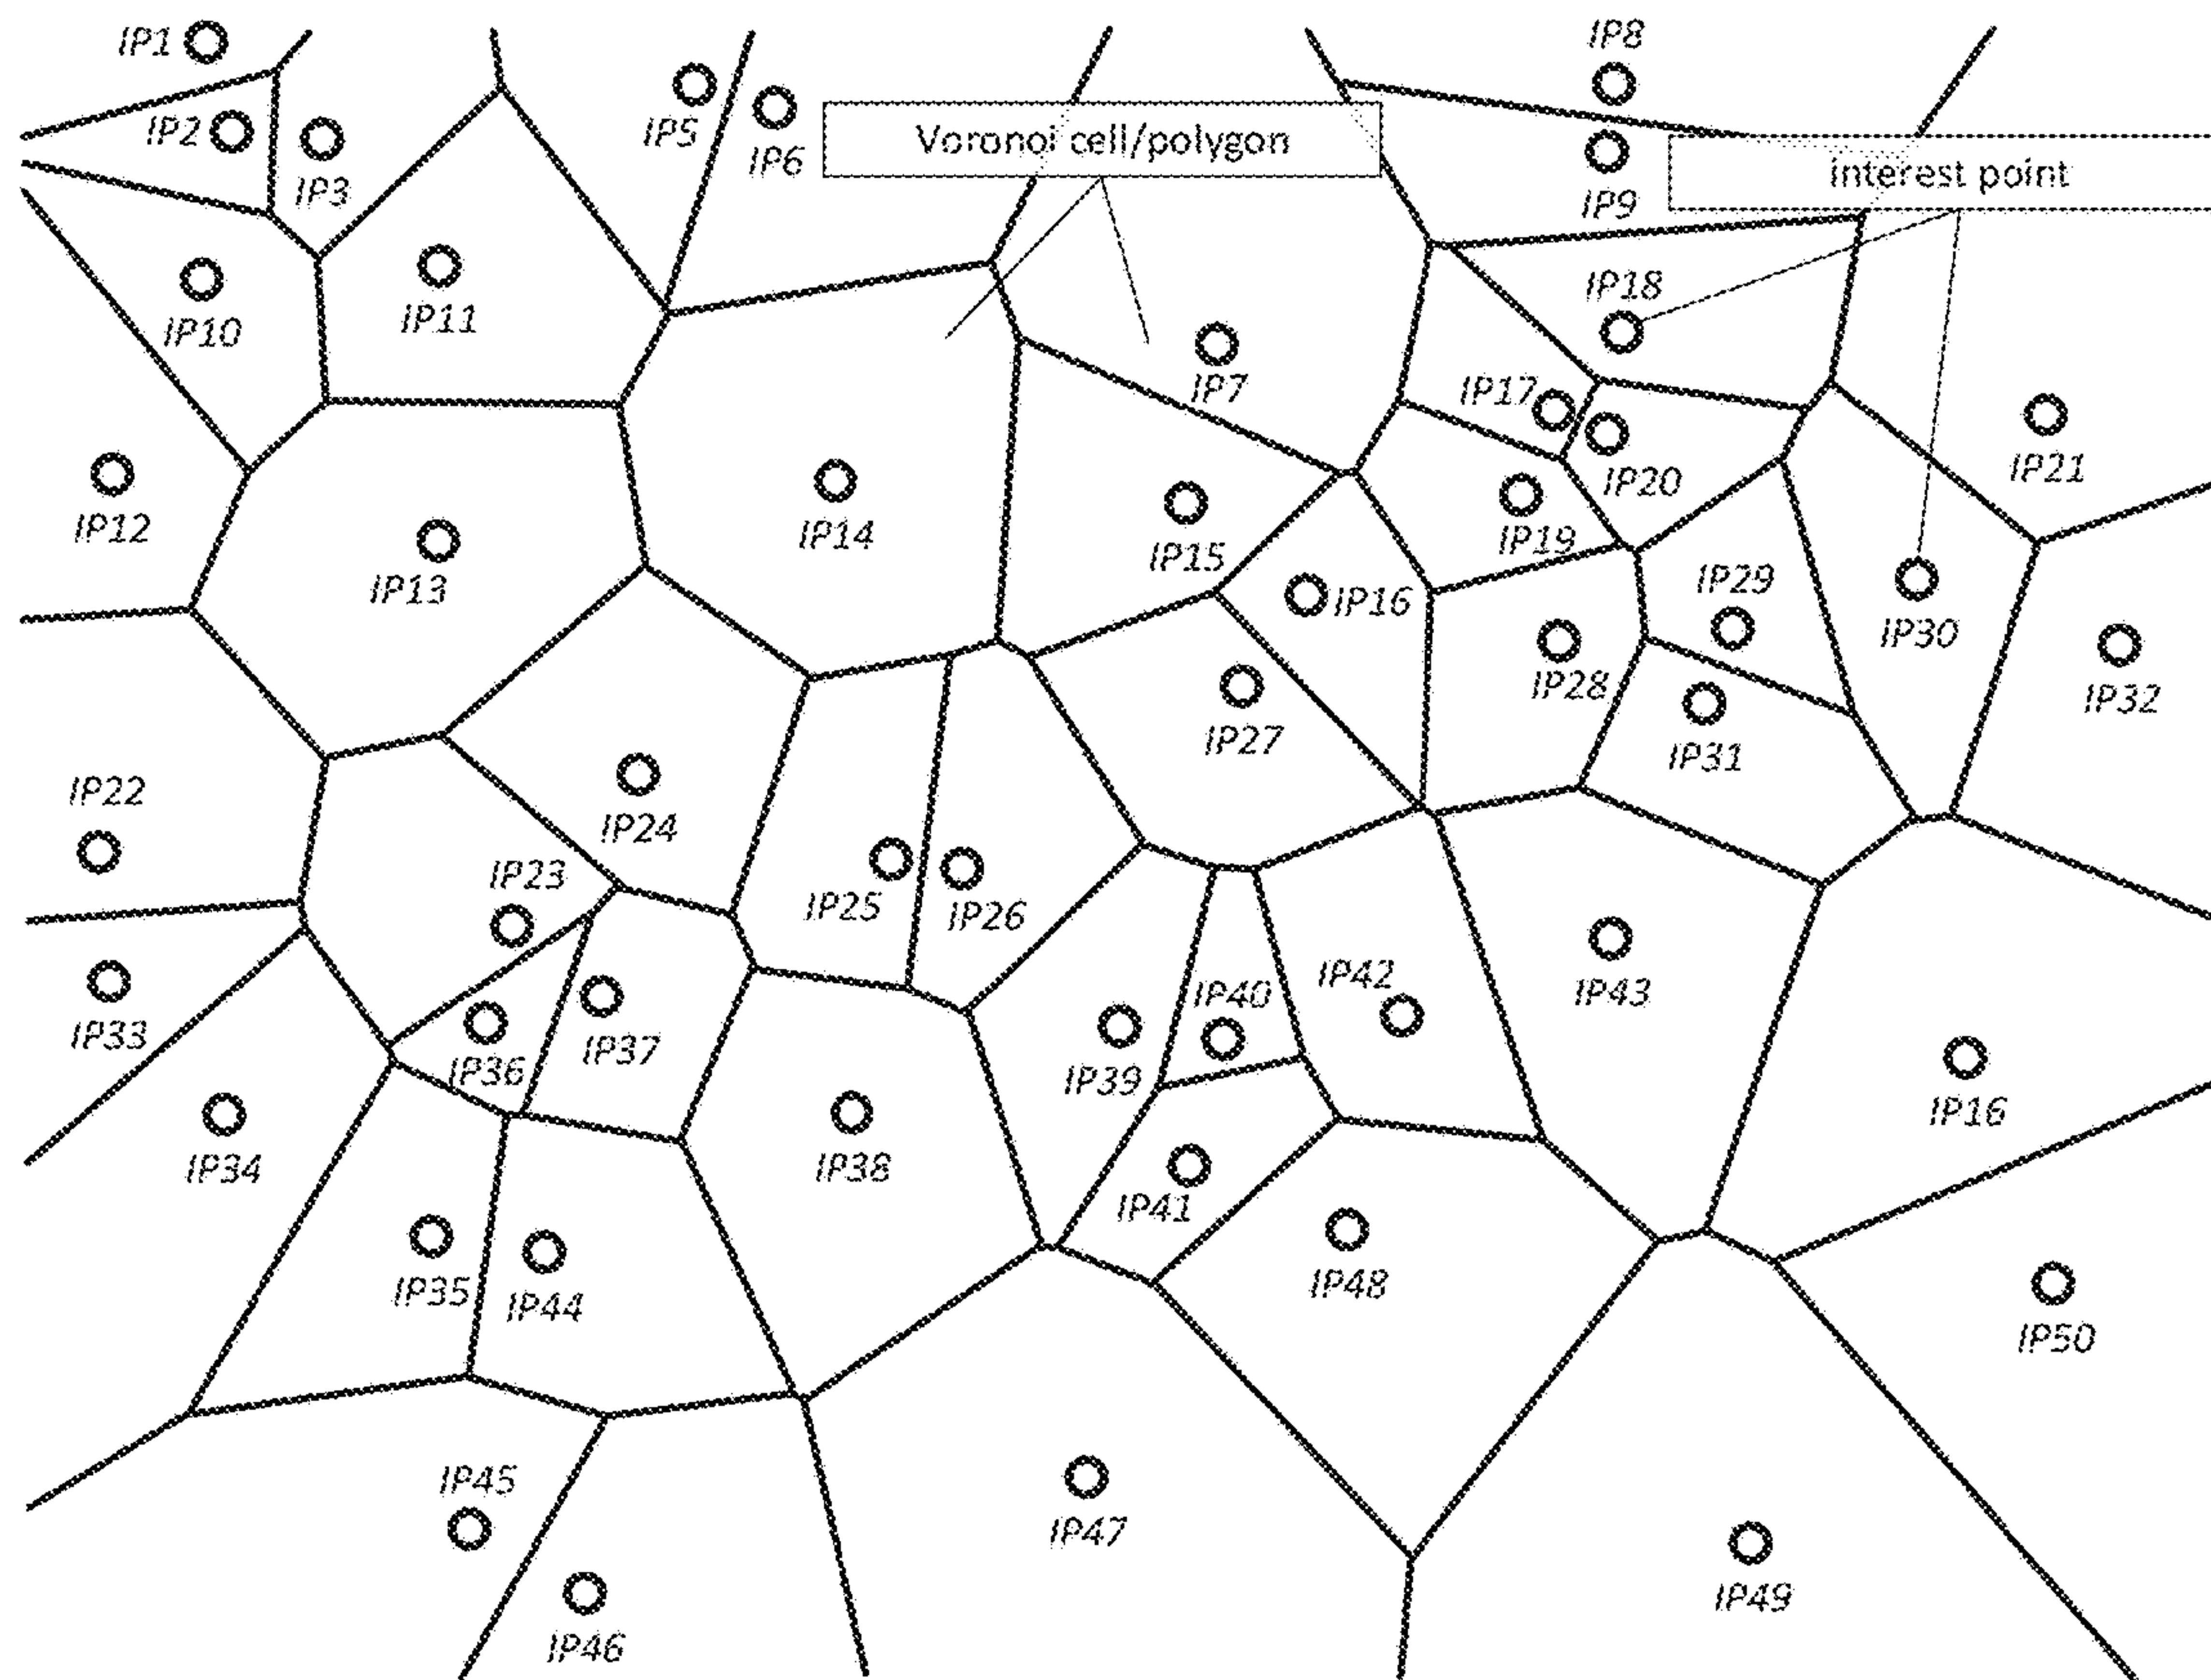 IP1
IP8
IP2
IP3
IP5
IP6
Voronoi cell/polygon
interest point
IP9
IP10
IP11
IP18
IP7
IP17
IP20
IP21
IP12
IP13
IP14
IP15
IP19
IP16
IP29
IP30
IP27
IP28
IP31
IP32
IP22
IP24
IP23
IP25
IP26
IP33
IP36
IP37
IP39
IP40
IP42
IP43
IP16
IP34
IP38
IP41
IP35
IP44
IP48
IP50
IP45
IP47
IP46
IP49